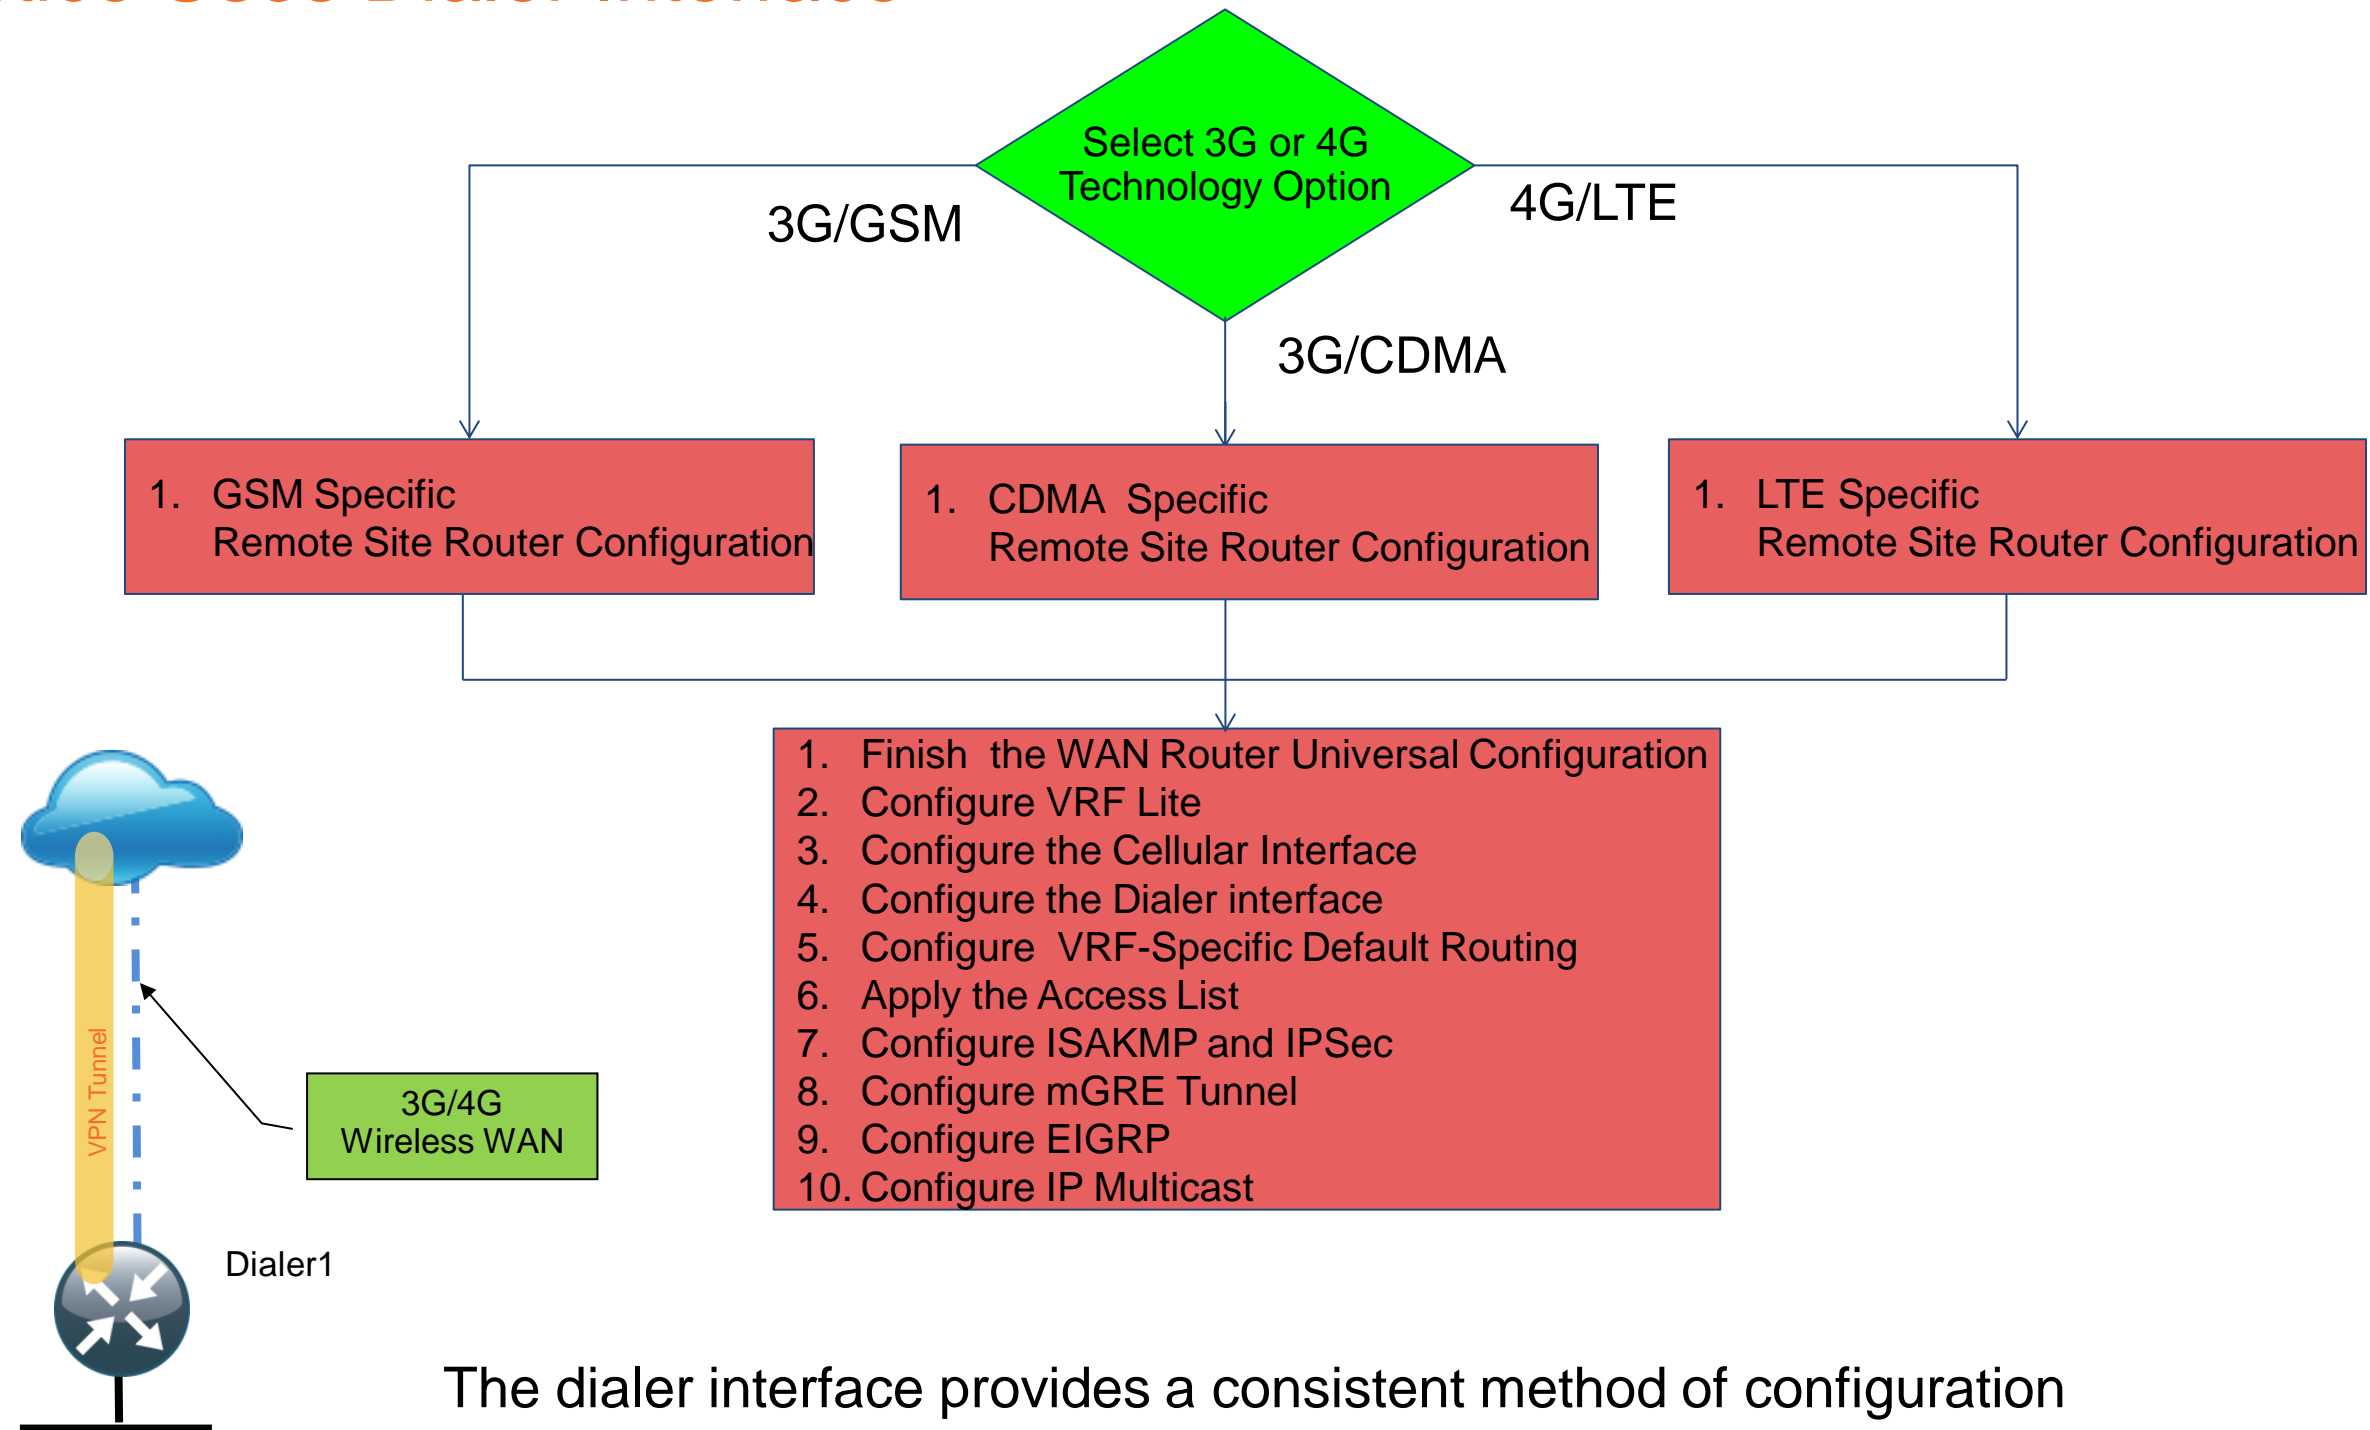 Dialer Interface
Select 3G or 4G
Technology Option
3G/GSM
4G/LTE
3G/CDMA
1. GSM Specific
Remote Site Router Configuration
1. CDMA Specific
Remote Site Router Configuration
1. LTE Specific
Remote Site Router Configuration
1. Finish the WAN Router Universal Configuration
2. Configure VRF Lite
3. Configure the Cellular Interface
4. Configure the Dialer interface
5. Configure VRF-Specific Default Routing
6. Apply the Access List
7. Configure ISAKMP and IPSec
8. Configure mGRE Tunnel
9. Configure EIGRP
10. Configure IP Multicast
VPN Tunnel
3G/4G
Wireless WAN
Dialer1
The dialer interface provides a consistent method of configuration